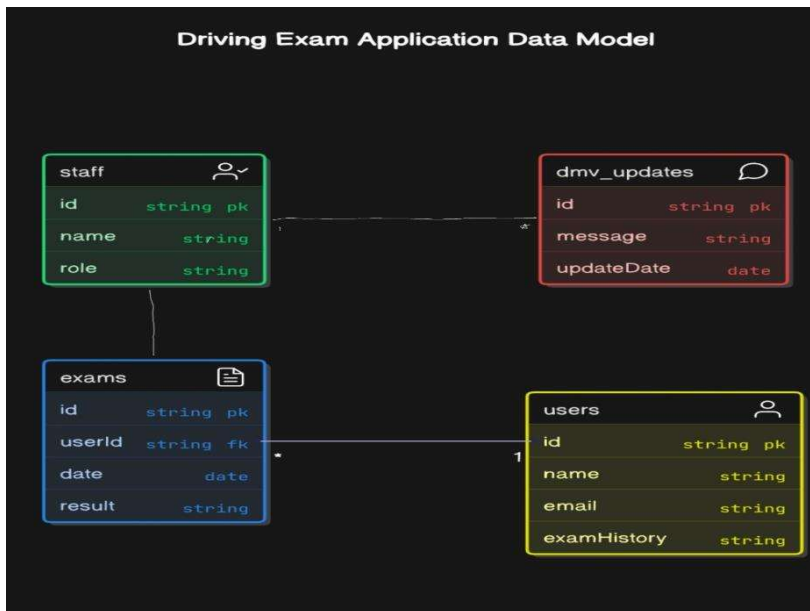 Driving Exam Application Data Model
staff
id string pk
name string
role string
dmv_updates
id string pk
message string
updateDate date
*
exams
id string pk
userId string fk
date date
result string
* 1
users
id string pk
name string
email string
examHistory string